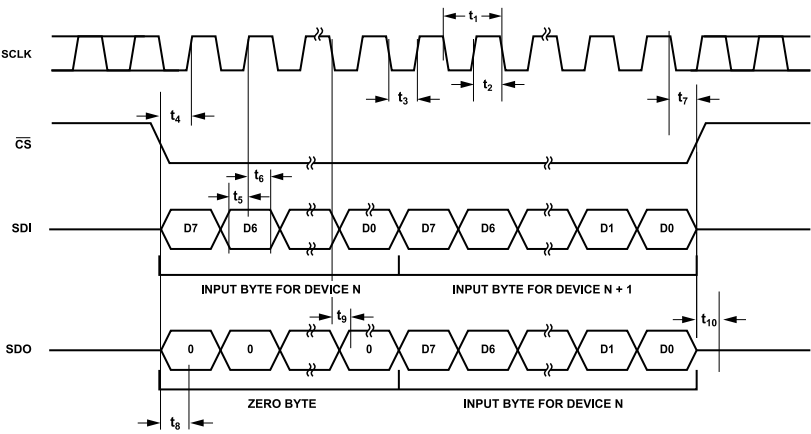 t1
SCLK
t2
t3
t4
t7
CS
t6
t5
SDI
D7
D6
D0
D7
D6
D1
D0
INPUT BYTE FOR DEVICE N
INPUT BYTE FOR DEVICE N + 1
t9
t10
SDO
0
0
0
D7
D6
D1
D0
ZERO BYTE
INPUT BYTE FOR DEVICE N
t8